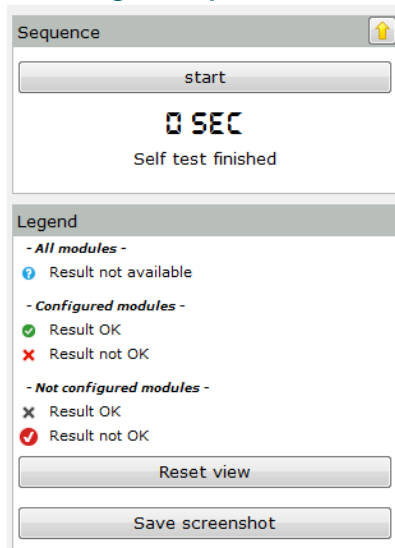 Sequence
start
0 SEC
Self test finished
Legend
- All modules -
Result not available
- Configured modules -
Result OK
Result not OK
- Not configured modules -
Result OK
Result not OK
Reset view
Save screenshot